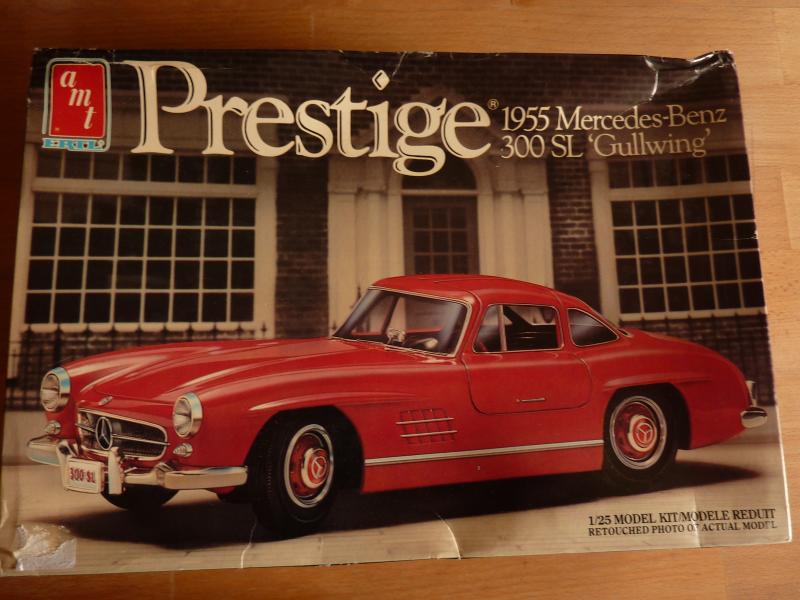 amt
ERTL
Prestige®
1955 Mercedes-Benz
300 SL 'Gullwing'
300 SL
1/25 MODEL KIT/MODELE REDUIT
RETOUCHED PHOTO OF ACTUAL MODEL